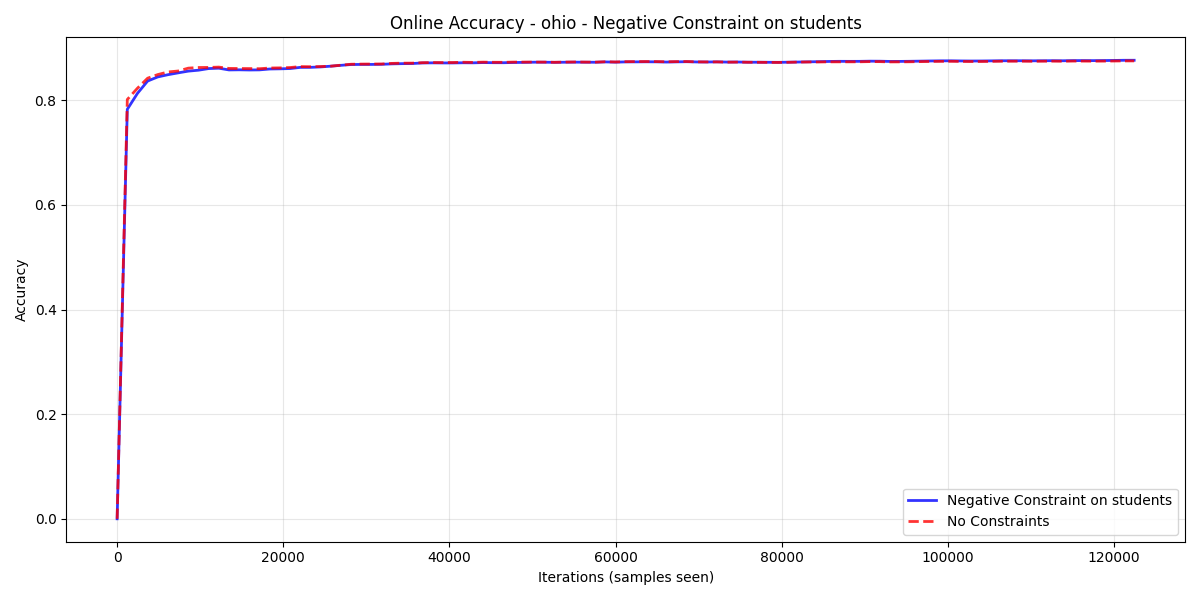 Online Accuracy - ohio - Negative Constraint on students
Accuracy
0.8
0.6
0.4
0.2
0.0
Negative Constraint on students
No Constraints
0 20000 40000 60000 80000 100000 120000
Iterations (samples seen)